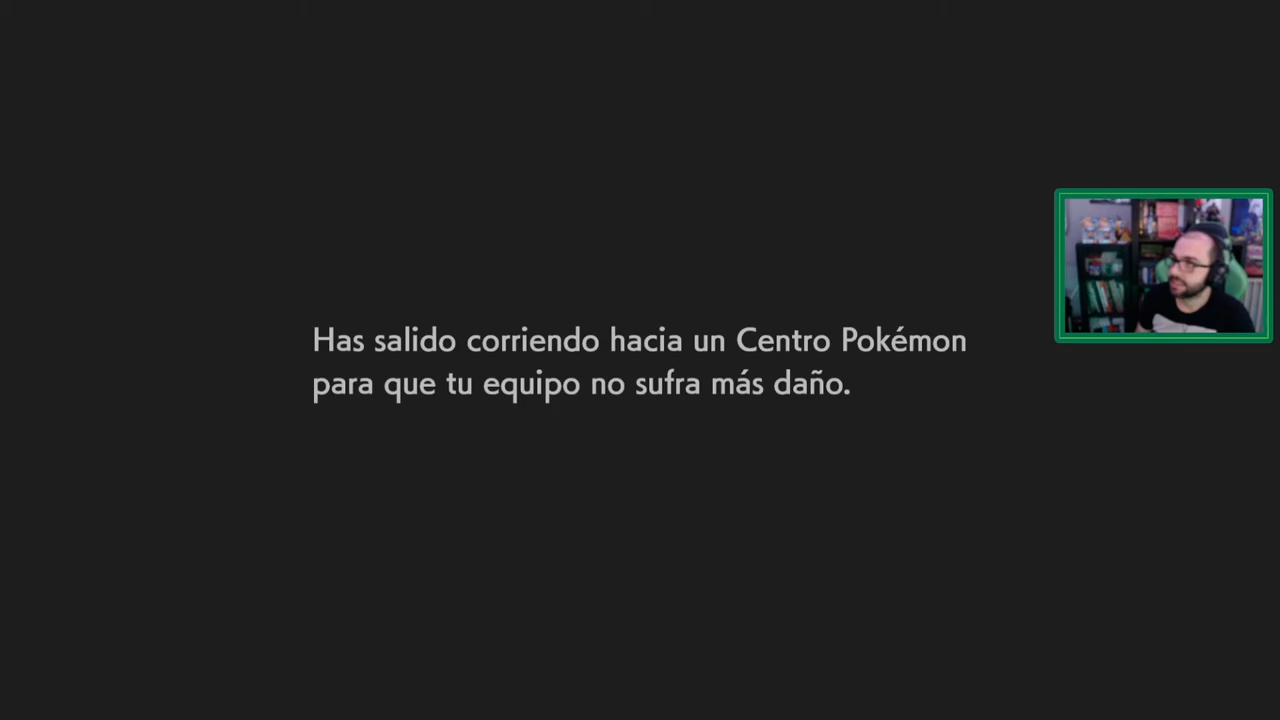 Has salido corriendo hacia un Centro Pokémon
para que tu equipo no sufra más daño.